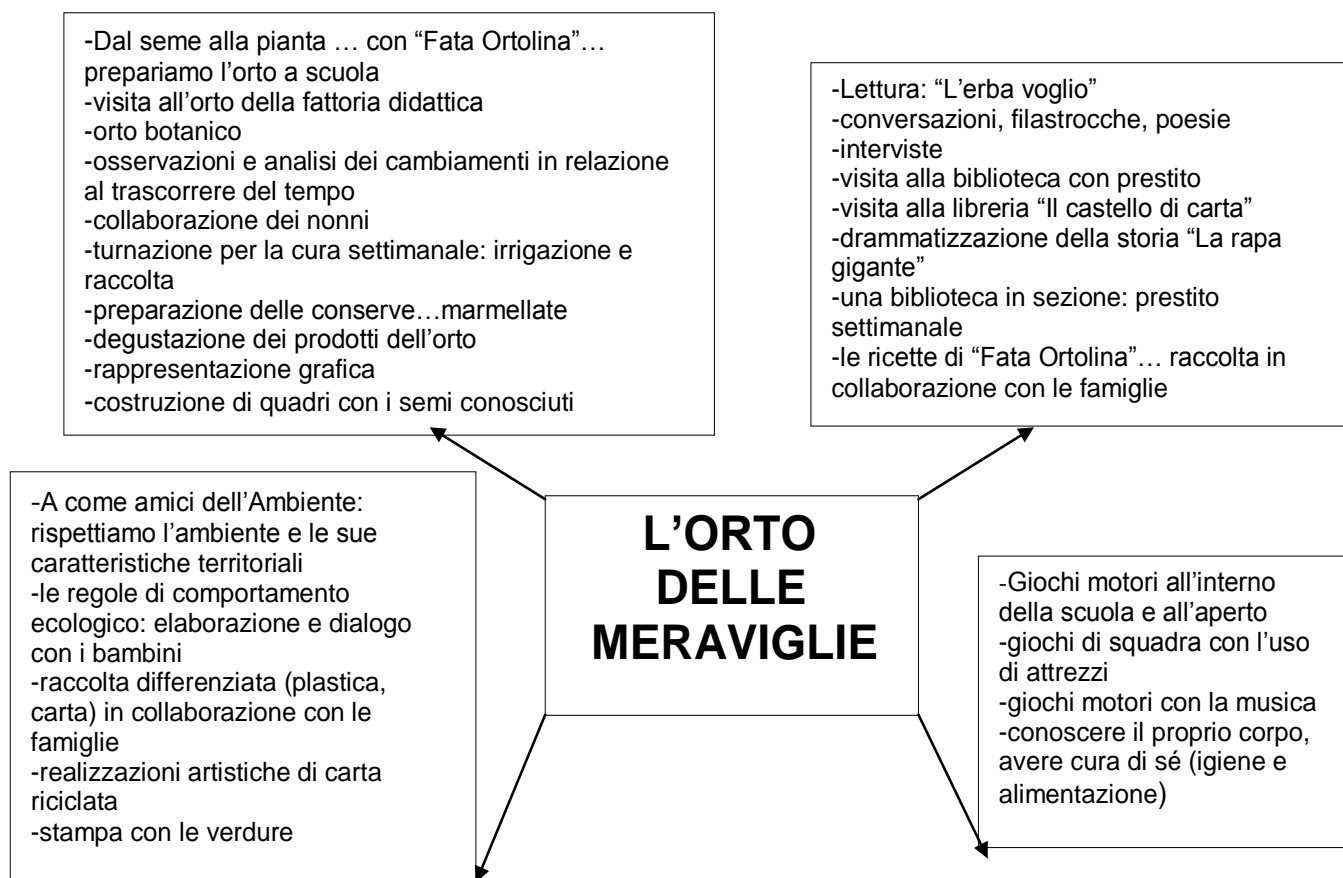 -Dal seme alla pianta … con “Fata Ortolina”…
prepariamo l’orto a scuola
-visita all’orto della fattoria didattica
-orto botanico
-osservazioni e analisi dei cambiamenti in relazione
al trascorrere del tempo
-collaborazione dei nonni
-turnazione per la cura settimanale: irrigazione e
raccolta
-preparazione delle conserve…marmellate
-degustazione dei prodotti dell’orto
-rappresentazione grafica
-costruzione di quadri con i semi conosciuti
-Lettura: “L’erba voglio”
-conversazioni, filastrocche, poesie
-interviste
-visita alla biblioteca con prestito
-visita alla libreria “Il castello di carta”
-drammatizzazione della storia “La rapa
gigante”
-una biblioteca in sezione: prestito
settimanale
-le ricette di “Fata Ortolina”… raccolta in
collaborazione con le famiglie
-A come amici dell’Ambiente:
rispettiamo l’ambiente e le sue
caratteristiche territoriali
-le regole di comportamento
ecologico: elaborazione e dialogo
con i bambini
-raccolta differenziata (plastica,
carta) in collaborazione con le
famiglie
-realizzazioni artistiche di carta
riciclata
-stampa con le verdure
L’ORTO
DELLE
MERAVIGLIE
-Giochi motori all’interno
della scuola e all’aperto
-giochi di squadra con l’uso
di attrezzi
-giochi motori con la musica
-conoscere il proprio corpo,
avere cura di sé (igiene e
alimentazione)